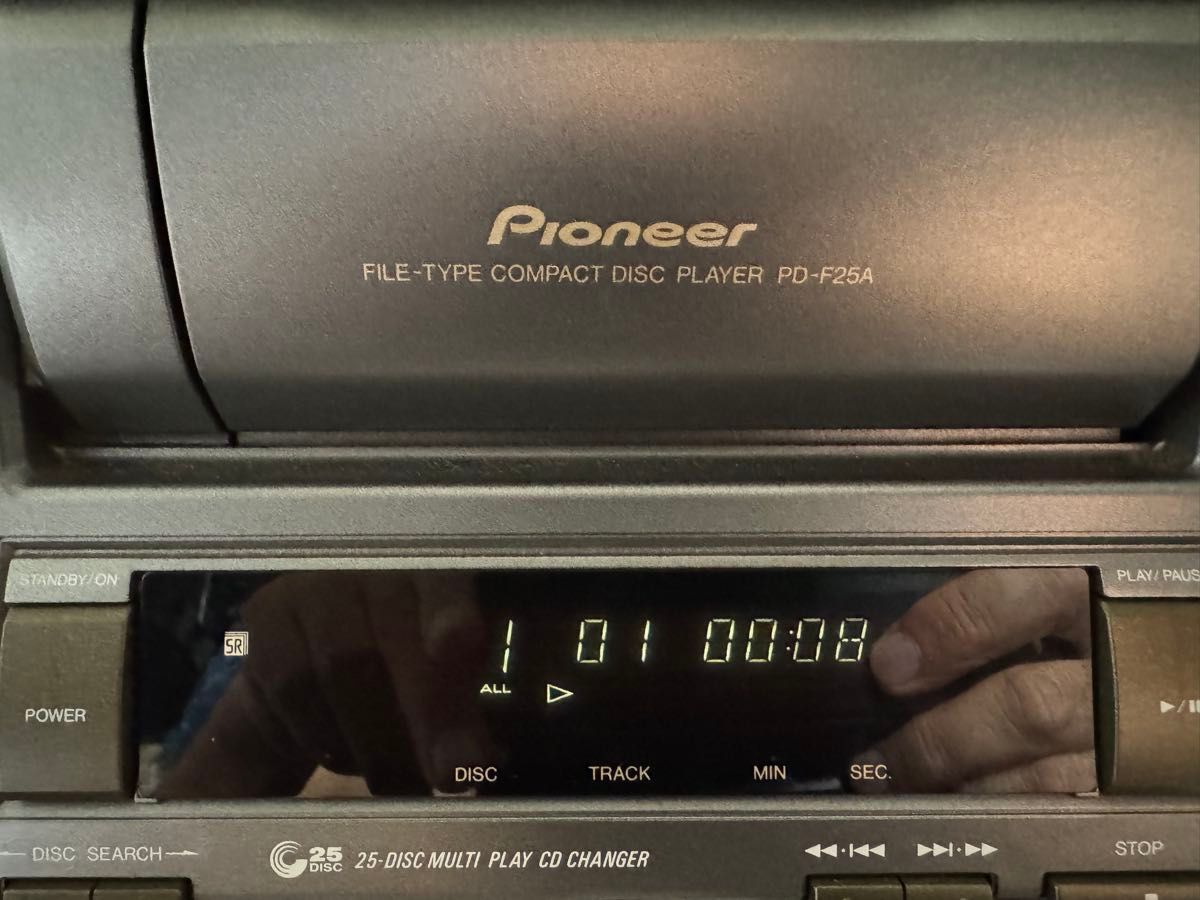 Pioneer
FILE-TYPE COMPACT DISC PLAYER PD-F25A
STANDBY/ON
PLAY/PAUS
SR
1 01 00:08
ALL
POWER
DISC TRACK MIN SEC.
DISC SEARCH
25 DISC
25-DISC MULTI PLAY CD CHANGER
STOP